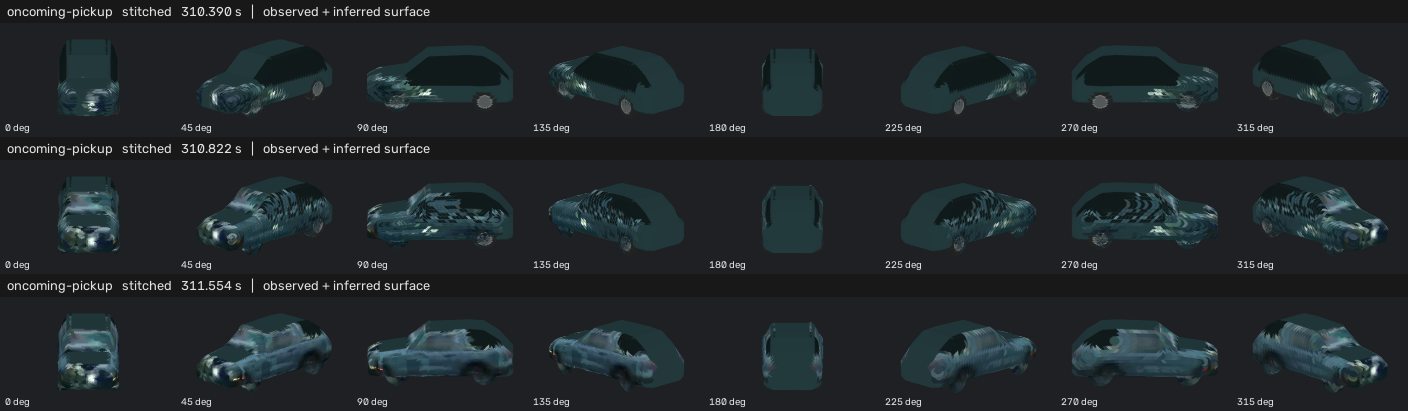 oncoming-pickup stitched 310.390 s | observed + inferred surface
0 deg 45 deg 90 deg 135 deg 180 deg 225 deg 270 deg 315 deg
oncoming-pickup stitched 310.822 s | observed + inferred surface
0 deg 45 deg 90 deg 135 deg 180 deg 225 deg 270 deg 315 deg
oncoming-pickup stitched 311.554 s | observed + inferred surface
0 deg 45 deg 90 deg 135 deg 180 deg 225 deg 270 deg 315 deg